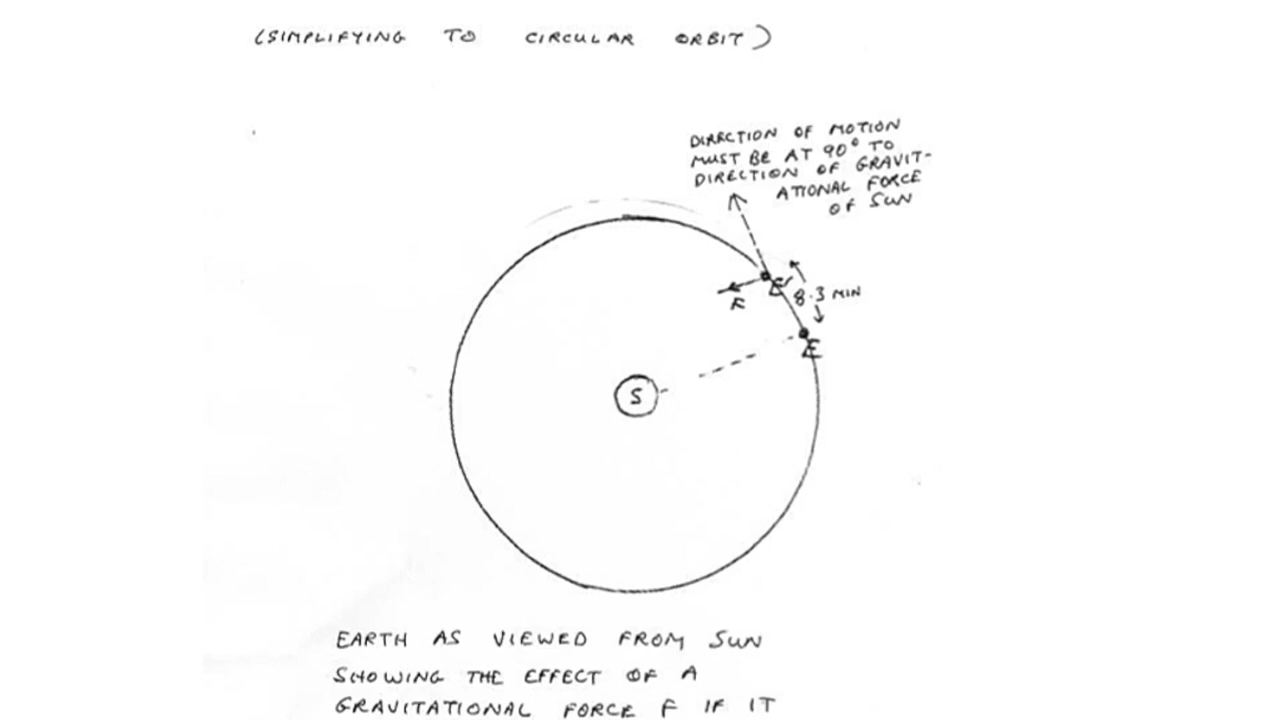 (SIMPLIFYING TO CIRCULAR ORBIT)
DIRECTION OF MOTION
MUST BE AT 90° TO
DIRECTION OF GRAVIT-
ATIONAL FORCE
OF SUN
E'
F
8.3 MIN
E
S
EARTH AS VIEWED FROM SUN
SHOWING THE EFFECT OF A
GRAVITATIONAL FORCE F IF IT